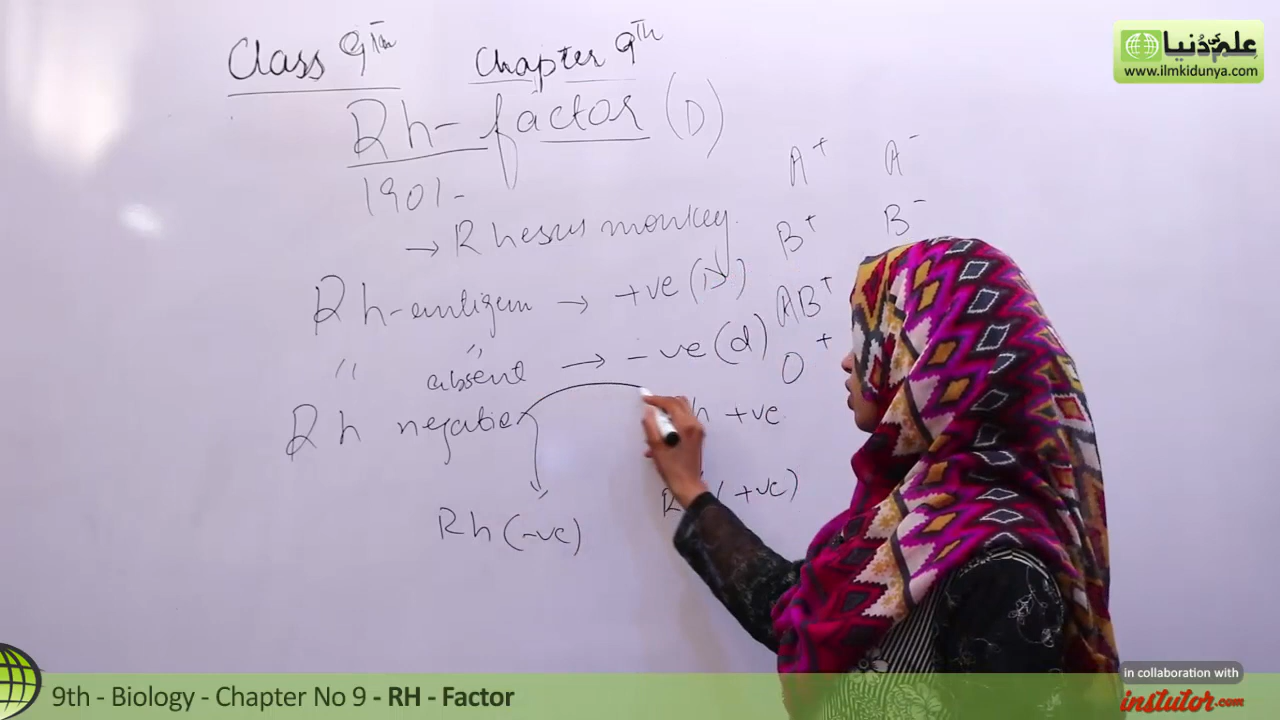 Class 9Th Chapter 9Th
Rh-factor (D)
1901-
→ Rhesus monkey.
Rh-antigen → +ve (D)
" " absent → -ve (d)
Rh negative
+ve
Rh (-ve)
(+ve)
A+ A-
B+ B-
AB+
O+
علم کی دُنیا
www.ilmkidunya.com
9th - Biology - Chapter No 9 - RH - Factor
in collaboration with
instutor.com